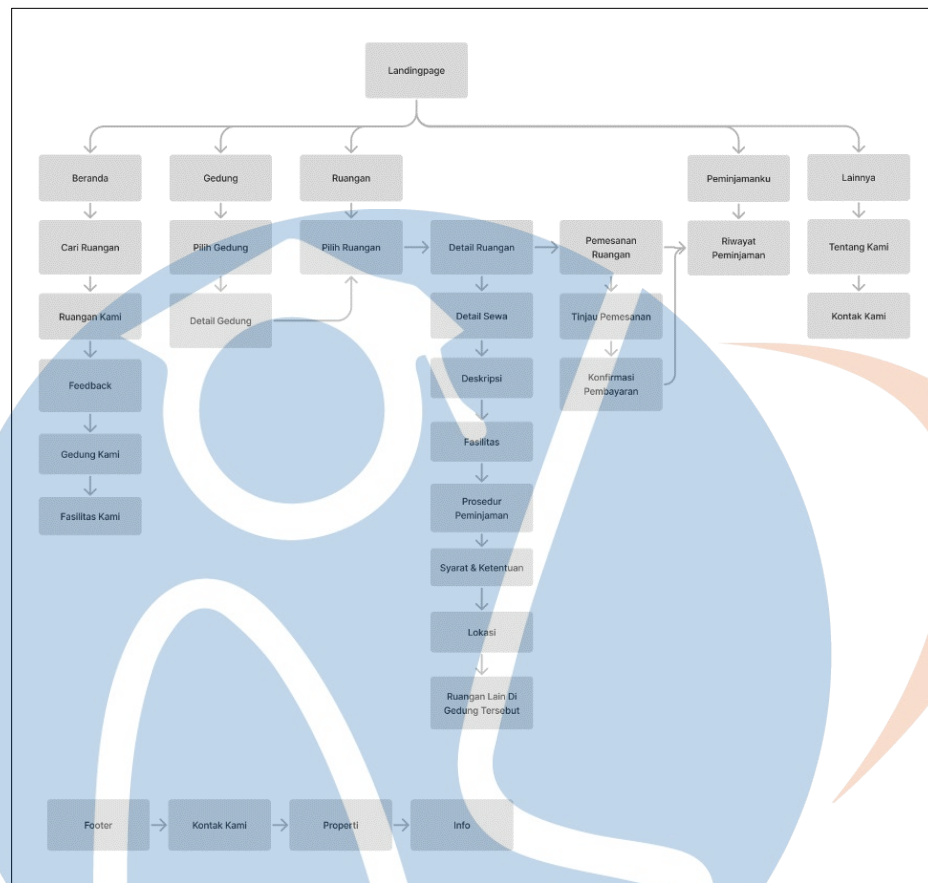 Landingpage
Beranda
Gedung
Ruangan
Peminjamanku
Lainnya
Cari Ruangan
Pilih Gedung
Pilih Ruangan
Detail Ruangan
Pemesanan
Ruangan
Riwayat
Peminjaman
Tentang Kami
Ruangan Kami
Detail Gedung
Detail Sewa
Tinjau Pemesanan
Kontak Kami
Feedback
Deskripsi
Konfirmasi
Pembayaran
Gedung Kami
Fasilitas
Fasilitas Kami
Prosedur
Peminjaman
Syarat & Ketentuan
Lokasi
Ruangan Lain Di
Gedung Tersebut
Footer
Kontak Kami
Properti
Info